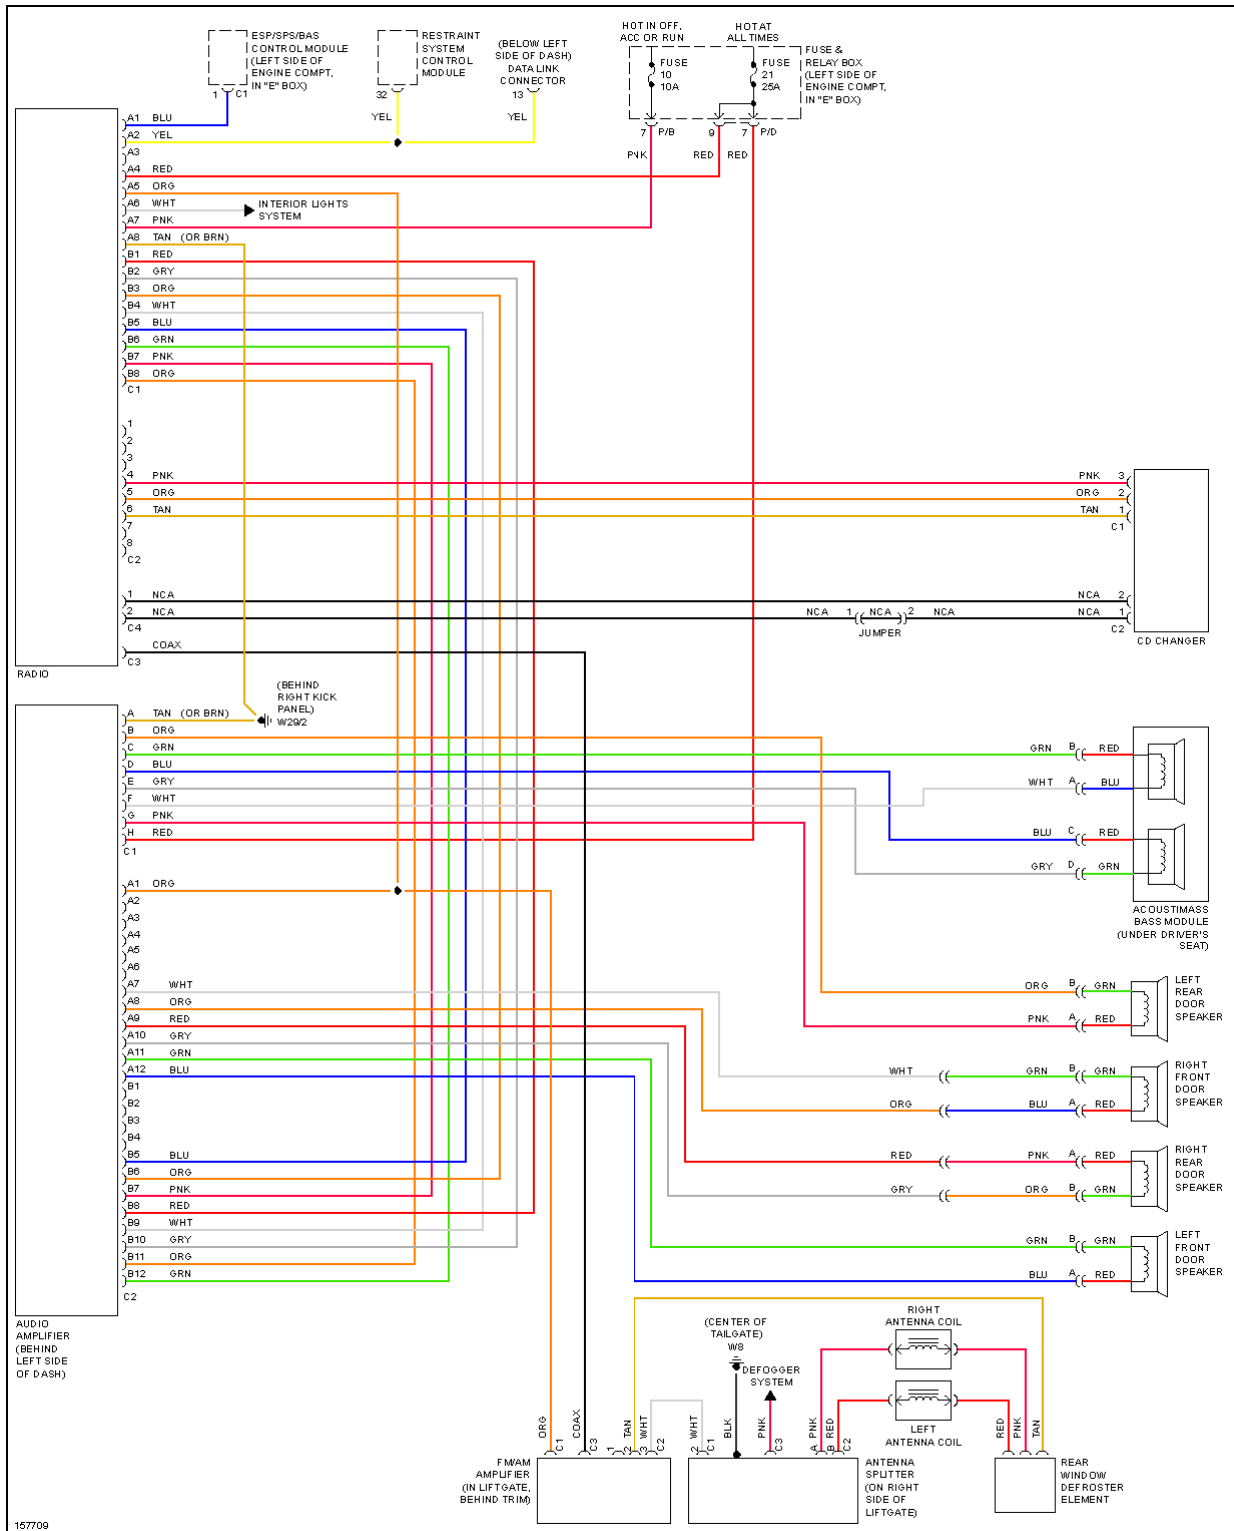 ESP/SPS/BAS
CONTROL MODULE
(LEFT SIDE OF
ENGINE COMPT,
IN "E" BOX)
1 C1
RESTRAINT
SYSTEM
CONTROL
MODULE
32
YEL
(BELOW LEFT
SIDE OF DASH)
DATA LINK
CONNECTOR
13
YEL
HOT IN OFF,
ACC OR RUN
HOT AT
ALL TIMES
FUSE
10
10A
FUSE
21
25A
FUSE &
RELAY BOX
(LEFT SIDE OF
ENGINE COMPT,
IN "E" BOX)
7 P/B 9 7 P/D
PNK RED RED
A1 BLU
A2 YEL
A3
A4 RED
A5 ORG
A6 WHT
INTERIOR LIGHTS
SYSTEM
A7 PNK
A8 TAN (OR BRN)
B1 RED
B2 GRY
B3 ORG
B4 WHT
B5 BLU
B6 GRN
B7 PNK
B8 ORG
C1
1
2
3
4 PNK PNK 3
5 ORG ORG 2
6 TAN TAN 1
7 C1
8
C2
1 NCA NCA 2
2 NCA NCA 1 NCA 2 NCA NCA 1
C4 JUMPER C2
CD CHANGER
COAX
C3
RADIO
(BEHIND
RIGHT KICK
PANEL)
W29/2
A TAN (OR BRN)
B ORG
C GRN
D BLU
E GRY
F WHT
G PNK
H RED
C1
GRN B RED
WHT A BLU
BLU C RED
GRY D GRN
ACOUSTIMASS
BASS MODULE
(UNDER DRIVER'S
SEAT)
A1 ORG
A2
A3
A4
A5
A6
A7 WHT
A8 ORG
A9 RED
A10 GRY
A11 GRN
A12 BLU
B1
B2
B3
B4
B5 BLU
B6 ORG
B7 PNK
B8 RED
B9 WHT
B10 GRY
B11 ORG
B12 GRN
C2
AUDIO
AMPLIFIER
(BEHIND
LEFT SIDE
OF DASH)
ORG B GRN
PNK A RED
LEFT
REAR
DOOR
SPEAKER
WHT GRN B GRN
ORG BLU A RED
RIGHT
FRONT
DOOR
SPEAKER
RED PNK A RED
GRY ORG B GRN
RIGHT
REAR
DOOR
SPEAKER
GRN B GRN
BLU A RED
LEFT
FRONT
DOOR
SPEAKER
(CENTER OF
TAILGATE)
W8
DEFOGGER
SYSTEM
RIGHT
ANTENNA COIL
LEFT
ANTENNA COIL
ORG C1 COAX C3 1 2 TAN 3 WHT C2
2 WHT C1 BLK PNK C3 A PNK B RED C2
RED PNK TAN
FM/AM
AMPLIFIER
(IN LIFTGATE,
BEHIND TRIM)
ANTENNA
SPLITTER
(ON RIGHT
SIDE OF
LIFTGATE)
REAR
WINDOW
DEFROSTER
ELEMENT
157709